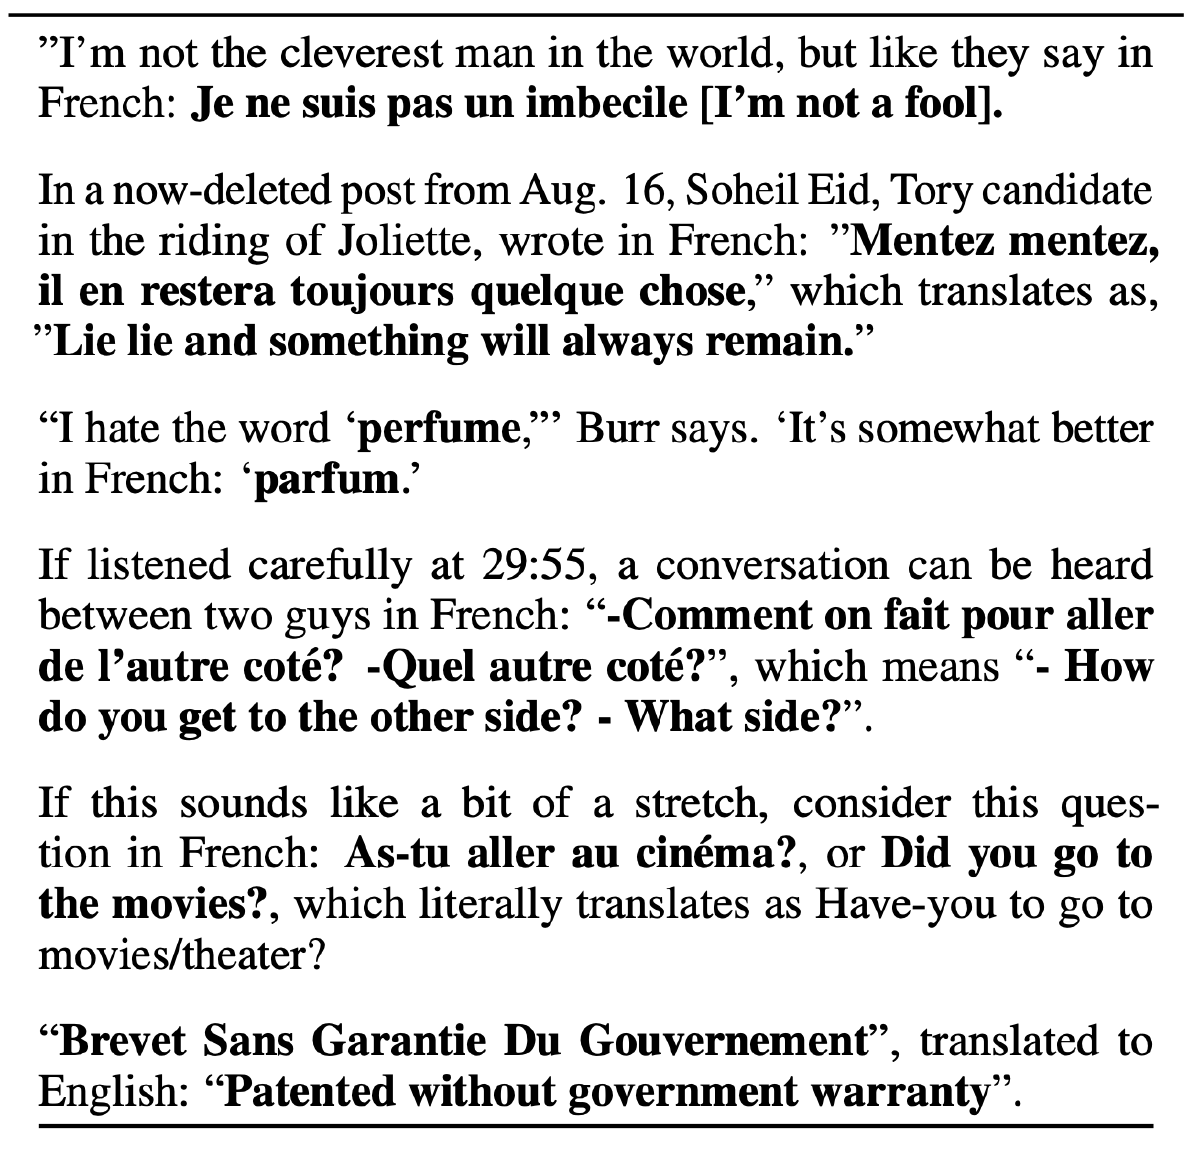 ”I’m not the cleverest man in the world, but like they say in
French: Je ne suis pas un imbecile [I’m not a fool].
In a now-deleted post from Aug. 16, Soheil Eid, Tory candidate
in the riding of Joliette, wrote in French: ”Mentez mentez,
il en restera toujours quelque chose,” which translates as,
”Lie lie and something will always remain.”
“I hate the word ‘perfume,”’ Burr says. ‘It’s somewhat better
in French: ‘parfum.’
If listened carefully at 29:55, a conversation can be heard
between two guys in French: “-Comment on fait pour aller
de l’autre coté? -Quel autre coté?”, which means “- How
do you get to the other side? - What side?”.
If this sounds like a bit of a stretch, consider this ques-
tion in French: As-tu aller au cinéma?, or Did you go to
the movies?, which literally translates as Have-you to go to
movies/theater?
“Brevet Sans Garantie Du Gouvernement”, translated to
English: “Patented without government warranty”.